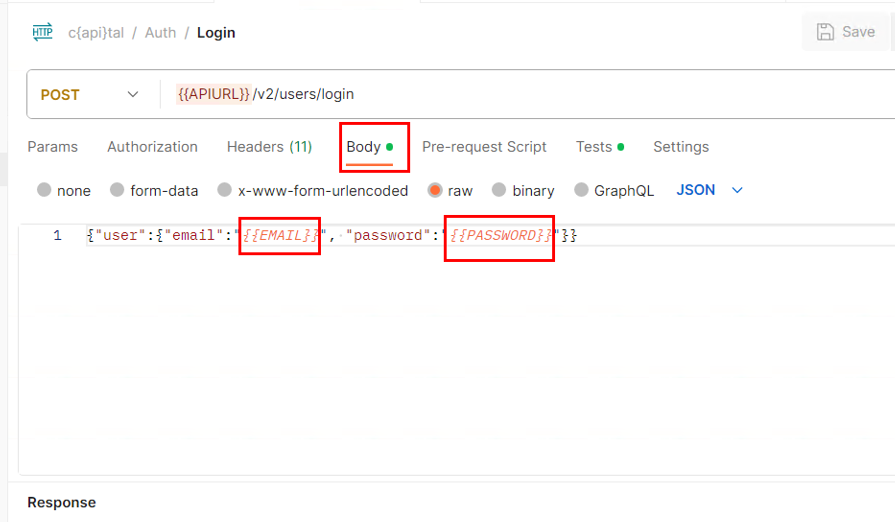 HTTP c{api}tal / Auth / Login Save
POST {{APIURL}}/v2/users/login
Params Authorization Headers (11) Body Pre-request Script Tests Settings
none form-data x-www-form-urlencoded raw binary GraphQL JSON
1 {"user":{"email":"{{EMAIL}}", "password":"{{PASSWORD}}"}}
Response